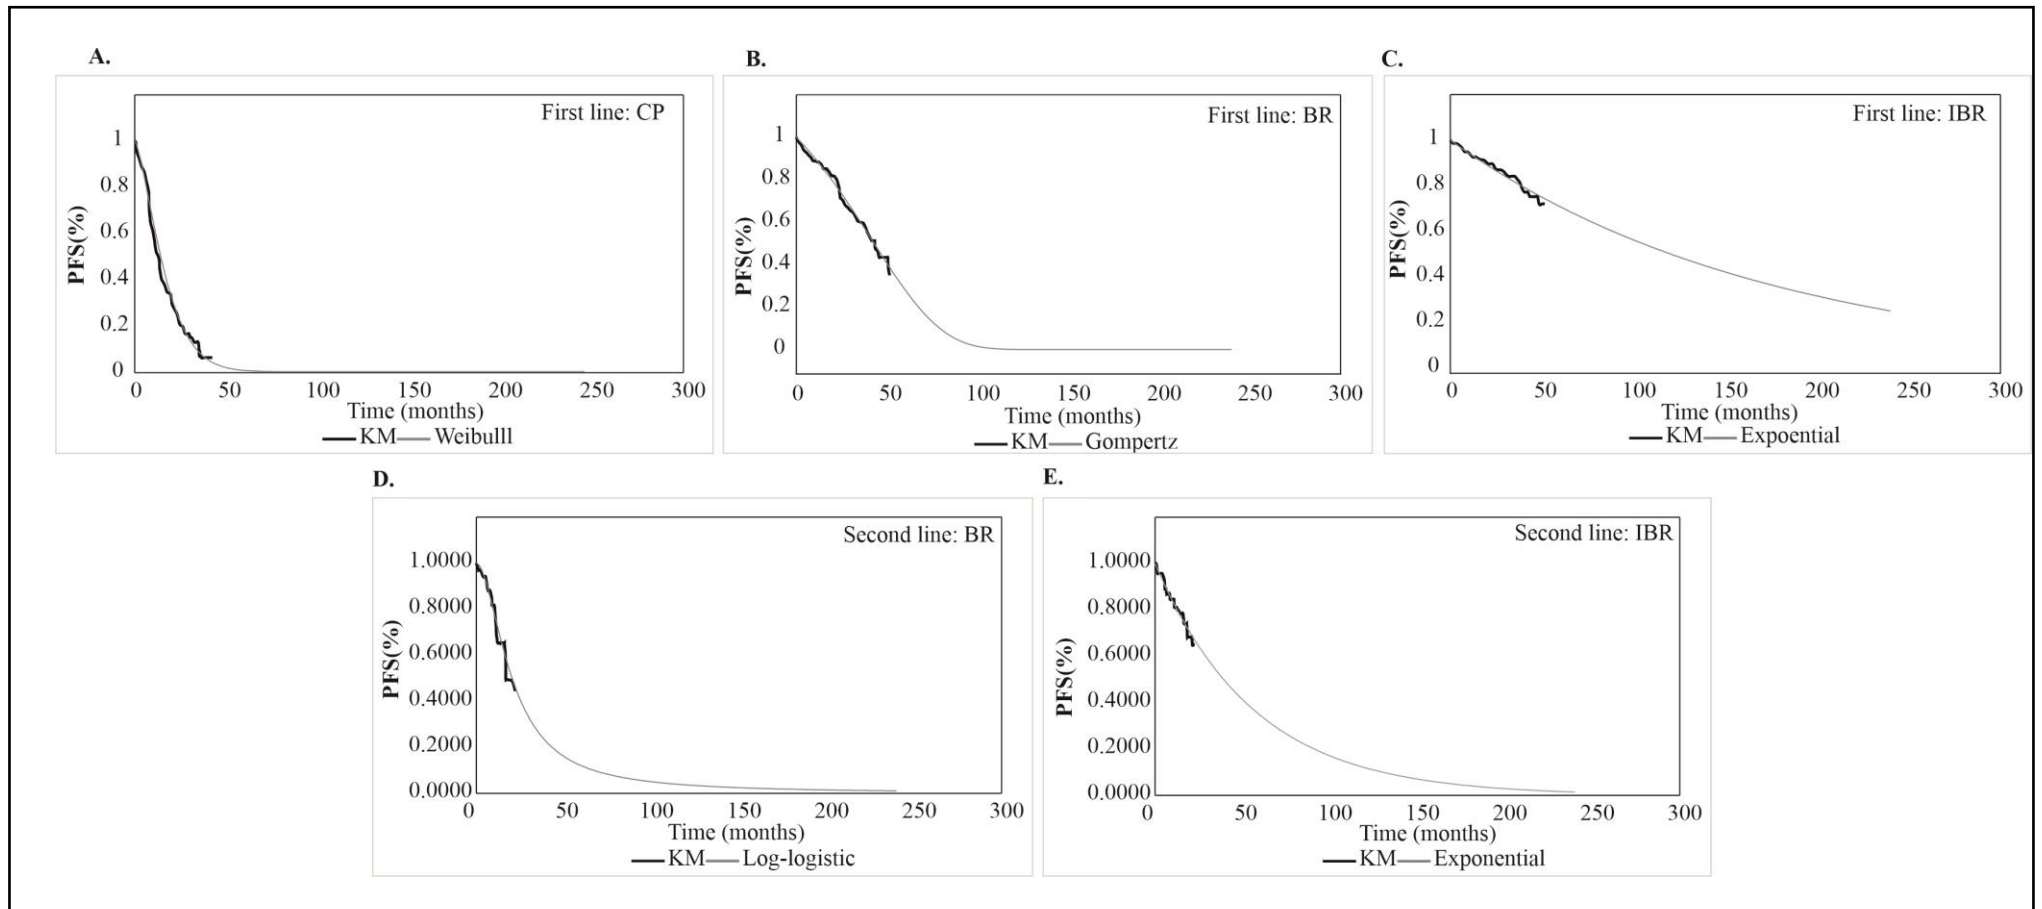 A.
First line: CP
PFS(%)
1
0.8
0.6
0.4
0.2
0
0 50 100 150 200 250 300
Time (months)
KM Weibulll
B.
First line: BR
PFS(%)
1
0.8
0.6
0.4
0.2
0
0 50 100 150 200 250 300
Time (months)
KM Gompertz
C.
First line: IBR
PFS(%)
1
0.8
0.6
0.4
0.2
0
0 50 100 150 200 250 300
Time (months)
KM Expoential
D.
Second line: BR
PFS(%)
1.0000
0.8000
0.6000
0.4000
0.2000
0.0000
0 50 100 150 200 250 300
Time (months)
KM Log-logistic
E.
Second line: IBR
PFS(%)
1.0000
0.8000
0.6000
0.4000
0.2000
0.0000
0 50 100 150 200 250 300
Time (months)
KM Exponential